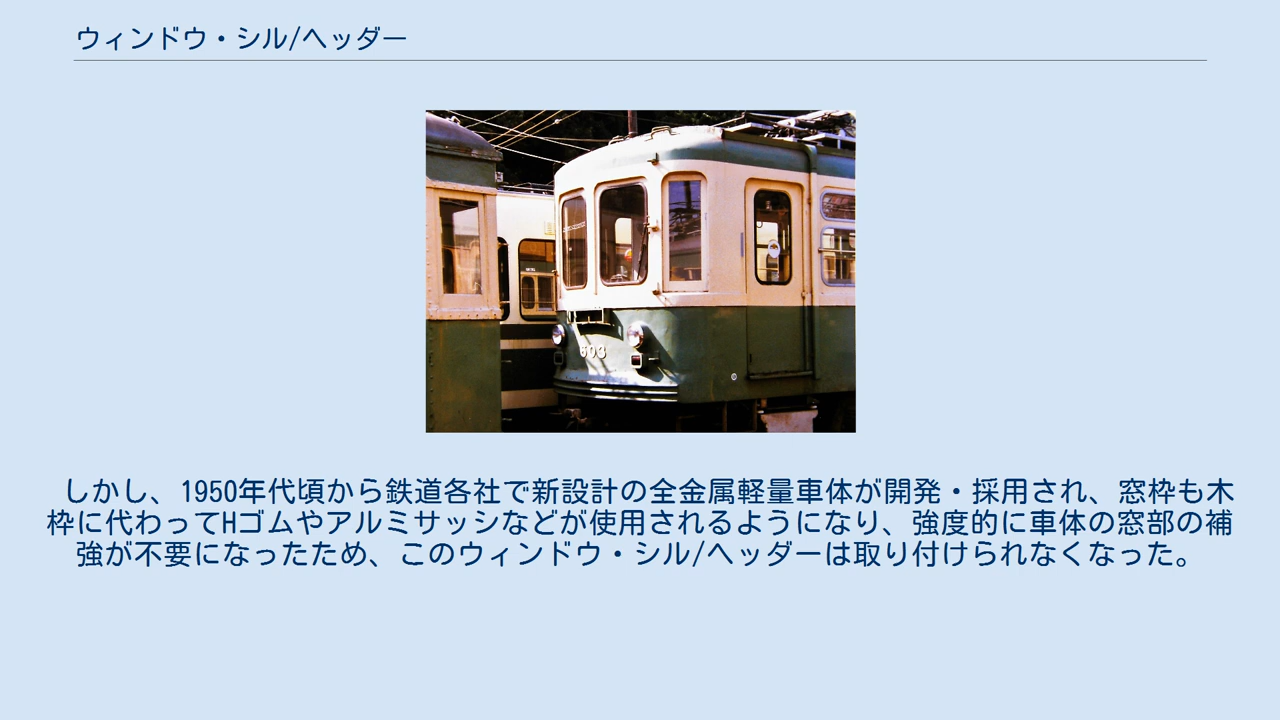 ウィンドウ・シル/ヘッダー
603
しかし、1950年代頃から鉄道各社で新設計の全金属軽量車体が開発・採用され、窓枠も木
枠に代わってHゴムやアルミサッシなどが使用されるようになり、強度的に車体の窓部の補
強が不要になったため、このウィンドウ・シル/ヘッダーは取り付けられなくなった。